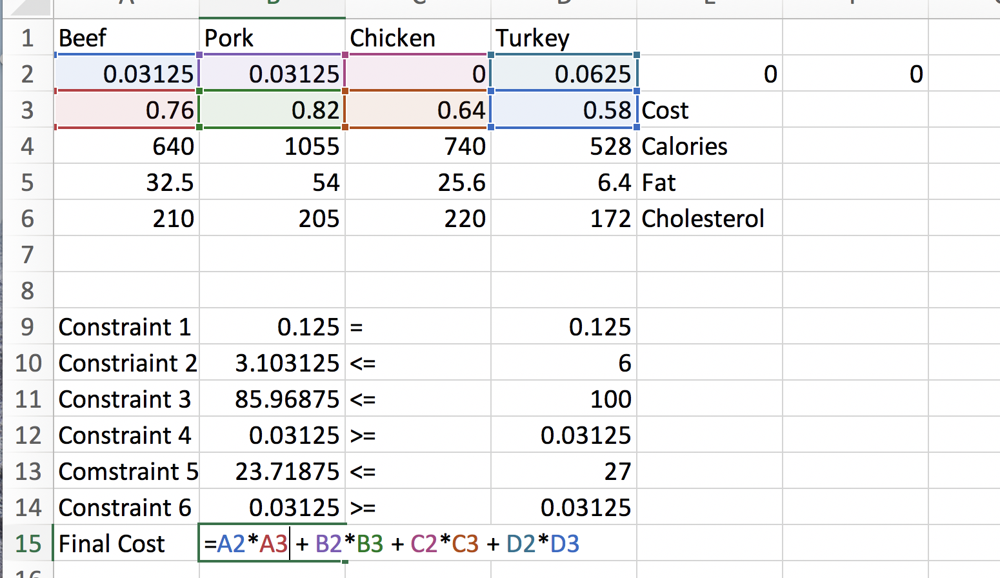 A B C D E F
1 Beef Pork Chicken Turkey
2 0.03125 0.03125 0 0.0625 0 0
3 0.76 0.82 0.64 0.58 Cost
4 640 1055 740 528 Calories
5 32.5 54 25.6 6.4 Fat
6 210 205 220 172 Cholesterol
7
8
9 Constraint 1 0.125 = 0.125
10 Constriaint 2 3.103125 <= 6
11 Constraint 3 85.96875 <= 100
12 Constraint 4 0.03125 >= 0.03125
13 Comstraint 5 23.71875 <= 27
14 Constraint 6 0.03125 >= 0.03125
15 Final Cost =A2*A3 + B2*B3 + C2*C3 + D2*D3
16